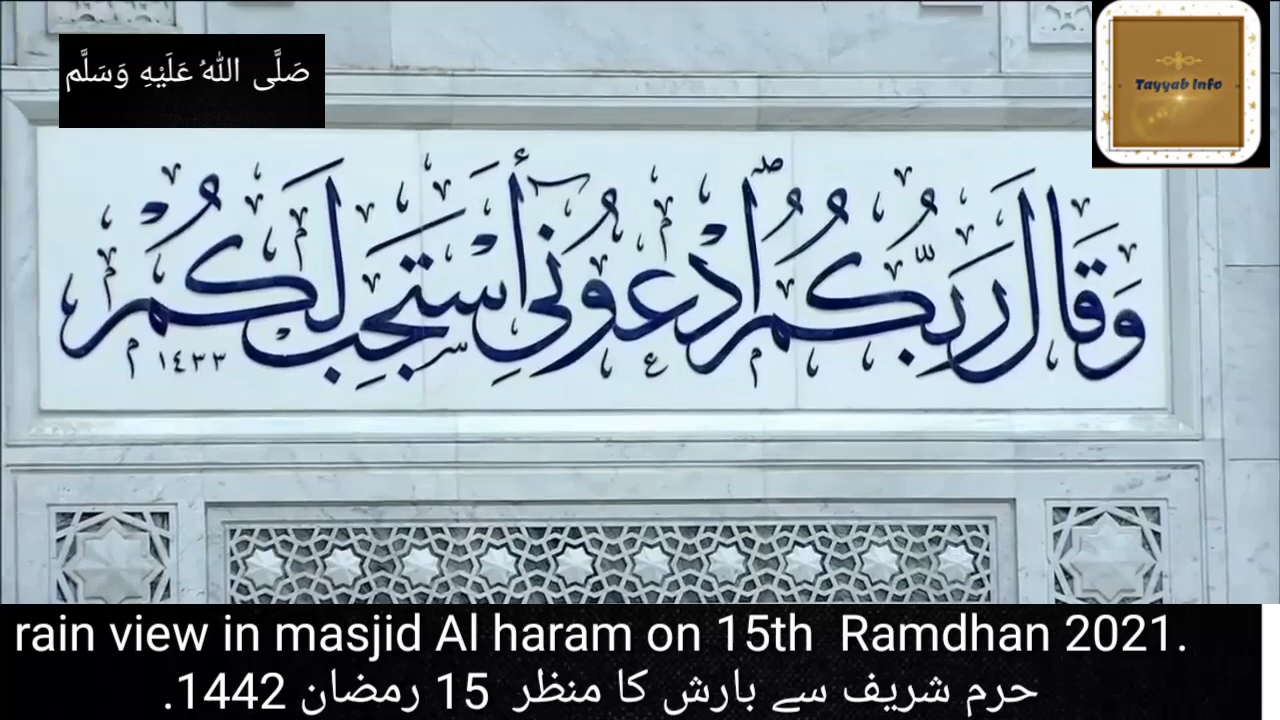 صَلَّى اللهُ عَلَيْهِ وَسَلَّم
Tayyab Info
وَقَالَ رَبُّكُمُ ادْعُونِي أَسْتَجِبْ لَكُمْ
١٤٣٣
rain view in masjid Al haram on 15th Ramdhan 2021.
حرم شریف سے بارش کا منظر 15 رمضان 1442.